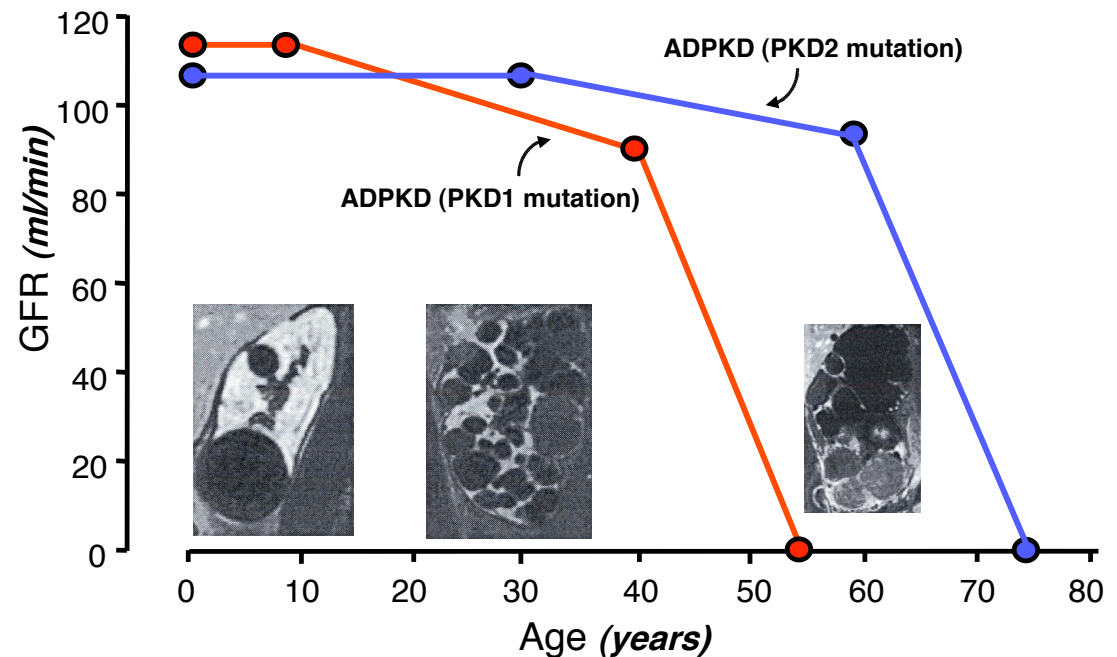 120
ADPKD (PKD2 mutation)
100
80
ADPKD (PKD1 mutation)
60
40
20
0
GFR (ml/min)
0 10 20 30 40 50 60 70 80
Age (years)